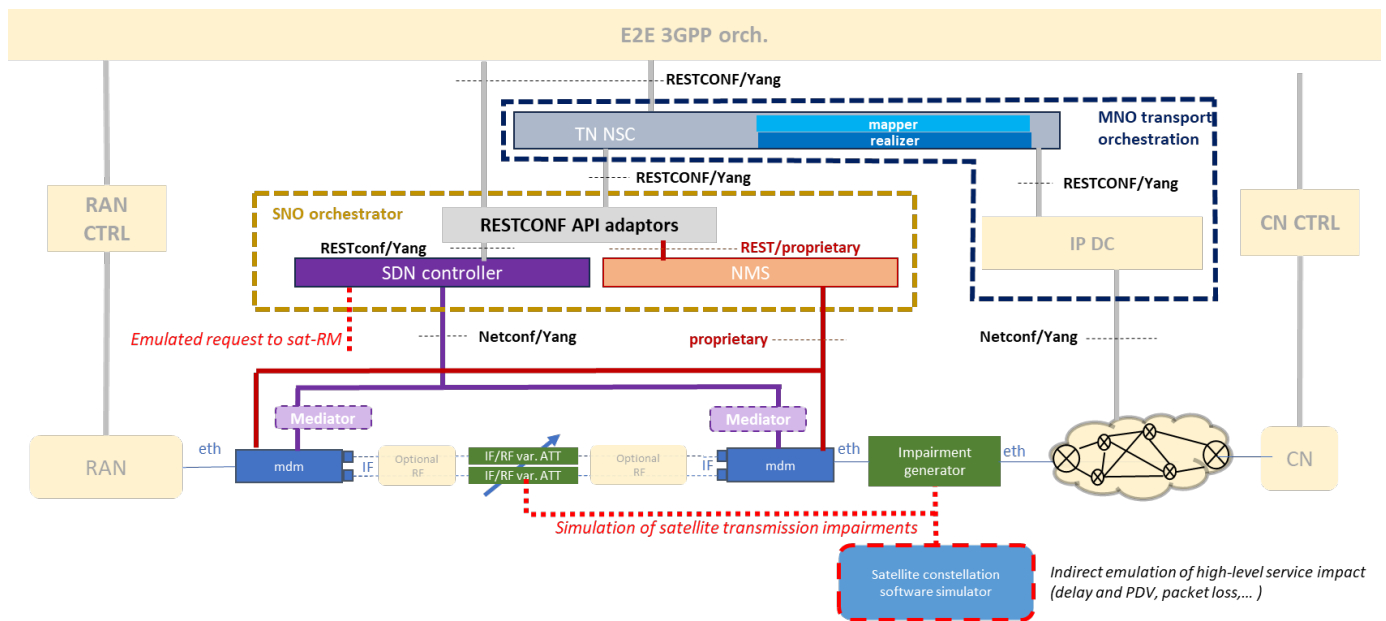 E2E 3GPP orch.
RESTCONF/Yang
TN NSC
mapper
realizer
MNO transport
orchestration
RESTCONF/Yang
RESTCONF/Yang
RAN
CTRL
SNO orchestrator
RESTCONF API adaptors
CN CTRL
IP DC
RESTconf/Yang
REST/proprietary
SDN controller
NMS
Emulated request to sat-RM
Netconf/Yang
proprietary
Netconf/Yang
Mediator
Mediator
RAN
eth
mdm
IF
Optional
RF
IF/RF var. ATT
IF/RF var. ATT
Optional
RF
IF
mdm
eth
Impairment
generator
eth
CN
Simulation of satellite transmission impairments
Satellite constellation
software simulator
Indirect emulation of high-level service impact
(delay and PDV, packet loss,... )